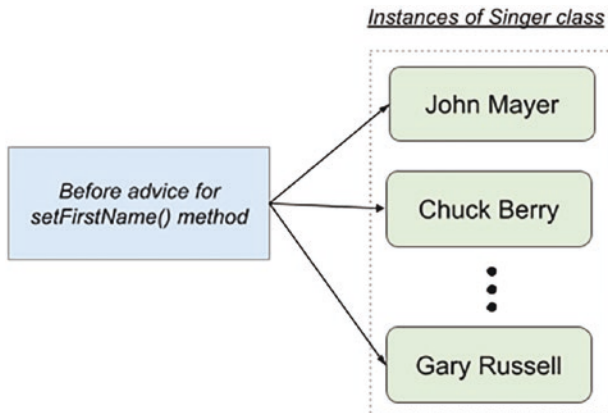 Instances of Singer class
John Mayer
Before advice for
setFirstName() method
Chuck Berry
Gary Russell